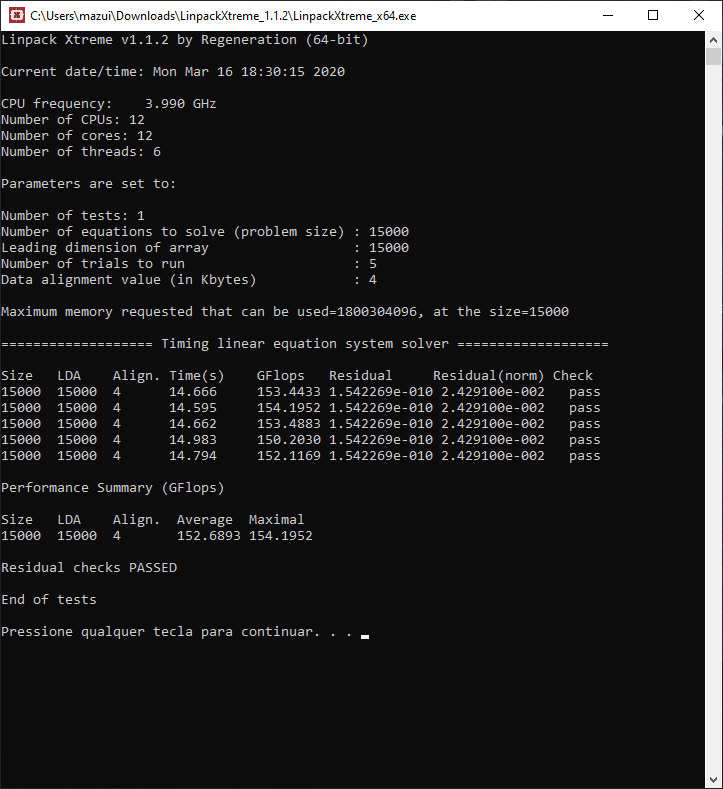 C:\Users\mazui\Downloads\LinpackXtreme_1.1.2\LinpackXtreme_x64.exe
Linpack Xtreme v1.1.2 by Regeneration (64-bit)
Current date/time: Mon Mar 16 18:30:15 2020
CPU frequency:    3.990 GHz
Number of CPUs: 12
Number of cores: 12
Number of threads: 6
Parameters are set to:
Number of tests: 1
Number of equations to solve (problem size) : 15000
Leading dimension of array                  : 15000
Number of trials to run                     : 5
Data alignment value (in Kbytes)            : 4
Maximum memory requested that can be used=1800304096, at the size=15000
=================== Timing linear equation system solver ===================
Size   LDA    Align. Time(s)    GFlops   Residual     Residual(norm) Check
15000  15000  4      14.666     153.4433 1.542269e-010 2.429100e-002   pass
15000  15000  4      14.595     154.1952 1.542269e-010 2.429100e-002   pass
15000  15000  4      14.662     153.4883 1.542269e-010 2.429100e-002   pass
15000  15000  4      14.983     150.2030 1.542269e-010 2.429100e-002   pass
15000  15000  4      14.794     152.1169 1.542269e-010 2.429100e-002   pass
Performance Summary (GFlops)
Size   LDA    Align.  Average  Maximal
15000  15000  4       152.6893 154.1952
Residual checks PASSED
End of tests
Pressione qualquer tecla para continuar. . .